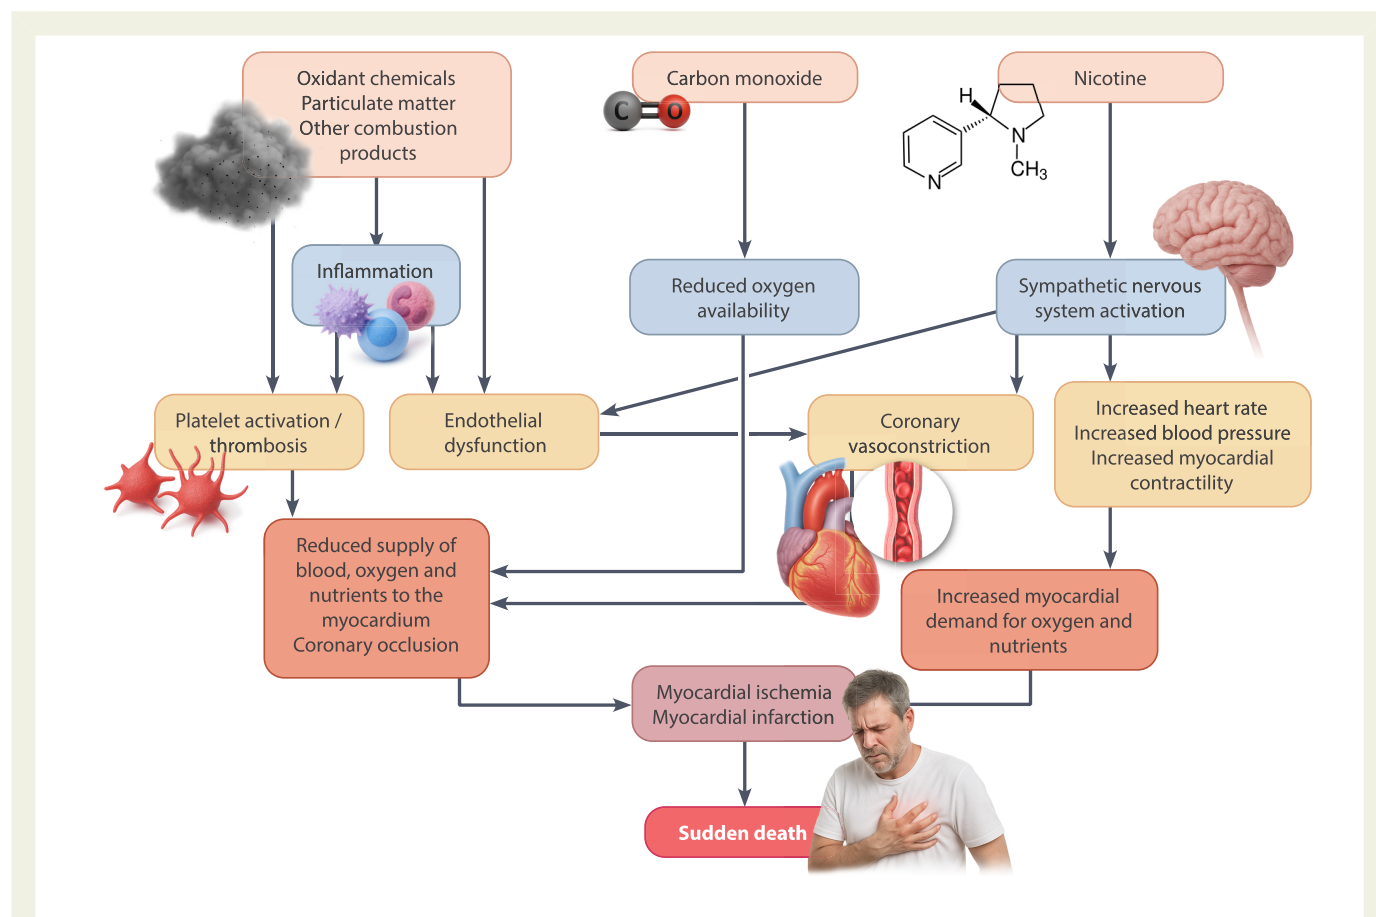 Oxidant chemicals
Particulate matter
Other combustion
products
Carbon monoxide
C
O
Nicotine
H
N
CH3
N
Inflammation
Reduced oxygen
availability
Sympathetic nervous
system activation
Platelet activation /
thrombosis
Endothelial
dysfunction
Coronary
vasoconstriction
Increased heart rate
Increased blood pressure
Increased myocardial
contractility
Reduced supply of
blood, oxygen and
nutrients to the
myocardium
Coronary occlusion
Increased myocardial
demand for oxygen and
nutrients
Myocardial ischemia
Myocardial infarction
Sudden death